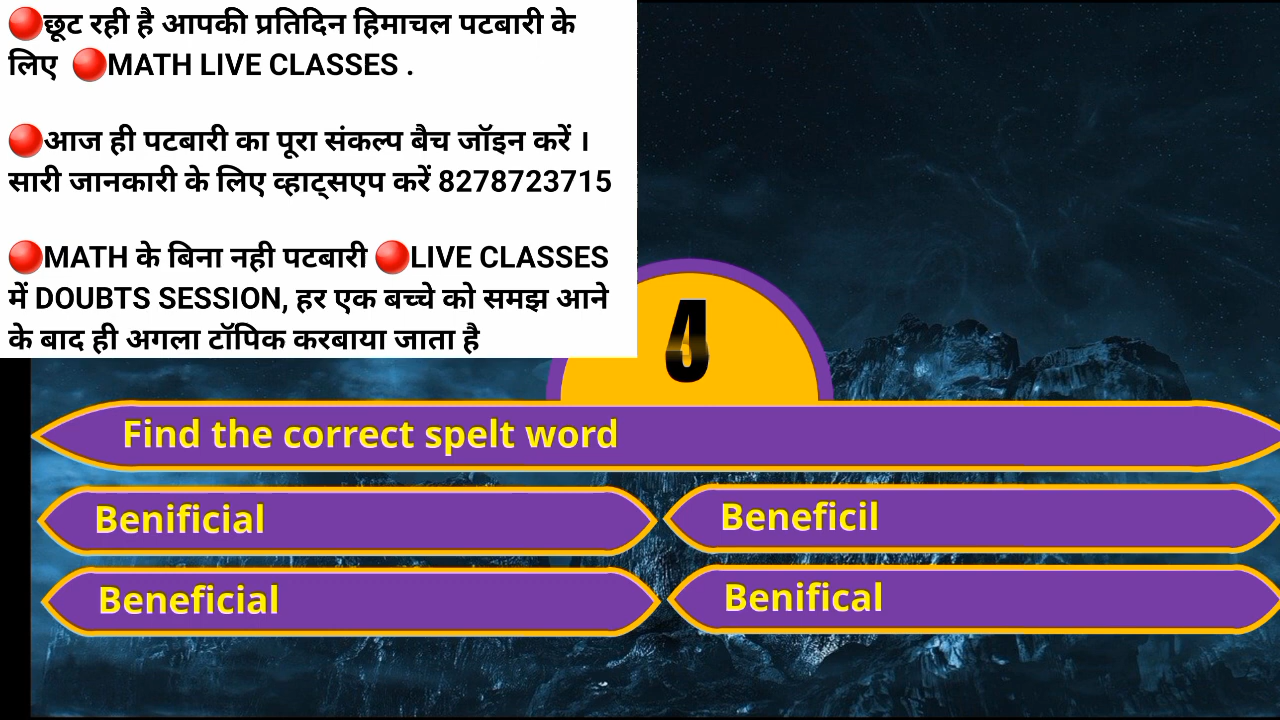 🔴छूट रही है आपकी प्रतिदिन हिमाचल पटबारी के
लिए 🔴MATH LIVE CLASSES .
🔴आज ही पटबारी का पूरा संकल्प बैच जॉइन करें ।
सारी जानकारी के लिए व्हाट्सएप करें 8278723715
🔴MATH के बिना नही पटबारी 🔴LIVE CLASSES
में DOUBTS SESSION, हर एक बच्चे को समझ आने
के बाद ही अगला टॉपिक करबाया जाता है
Find the correct spelt word
Benificial
Beneficil
Beneficial
Benifical